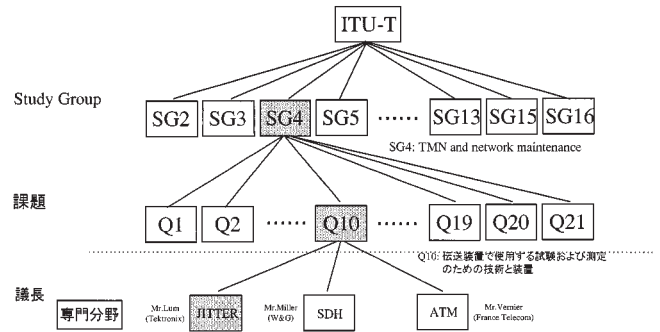 ITU-T
Study Group
SG2 SG3 SG4 SG5 ...... SG13 SG15 SG16
SG4: TMN and network maintenance
課題
Q1 Q2 ...... Q10 ...... Q19 Q20 Q21
Q10: 伝送装置で使用する試験および測定
のための技術と装置
議長
専門分野
Mr.Lum
(Tektronix)
JITTER
Mr.Miller
(W&G)
SDH
ATM
Mr.Vernier
(France Telecom)